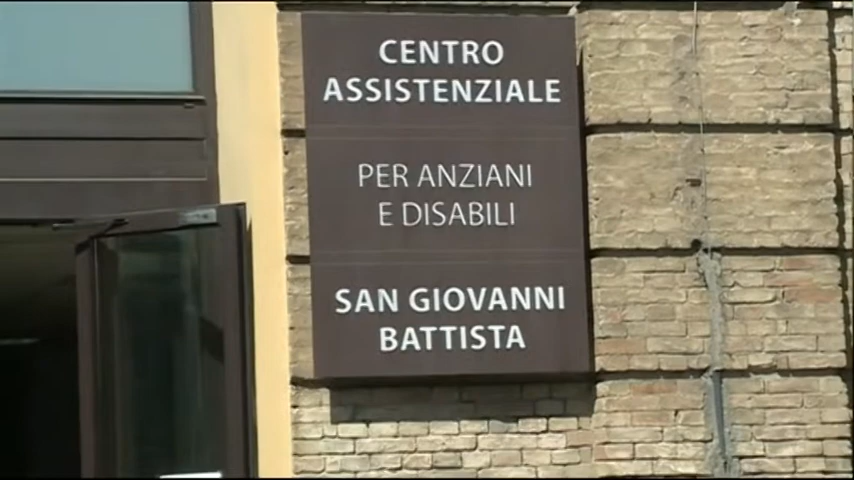 CENTRO
ASSISTENZIALE
PER ANZIANI
E DISABILI
SAN GIOVANNI
BATTISTA